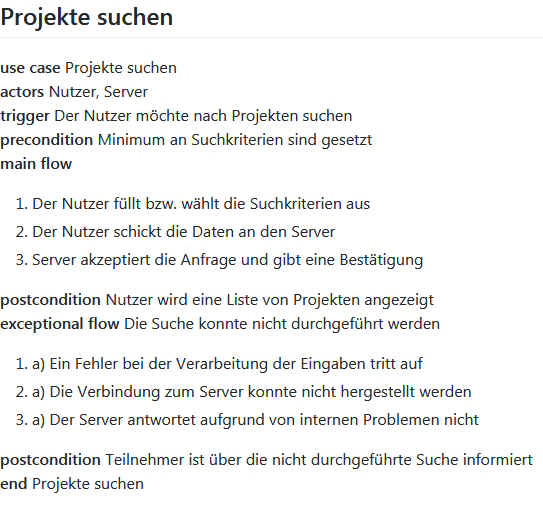 Projekte suchen
use case Projekte suchen
actors Nutzer, Server
trigger Der Nutzer möchte nach Projekten suchen
precondition Minimum an Suchkriterien sind gesetzt
main flow
1. Der Nutzer füllt bzw. wählt die Suchkriterien aus
2. Der Nutzer schickt die Daten an den Server
3. Server akzeptiert die Anfrage und gibt eine Bestätigung
postcondition Nutzer wird eine Liste von Projekten angezeigt
exceptional flow Die Suche konnte nicht durchgeführt werden
1. a) Ein Fehler bei der Verarbeitung der Eingaben tritt auf
2. a) Die Verbindung zum Server konnte nicht hergestellt werden
3. a) Der Server antwortet aufgrund von internen Problemen nicht
postcondition Teilnehmer ist über die nicht durchgeführte Suche informiert
end Projekte suchen